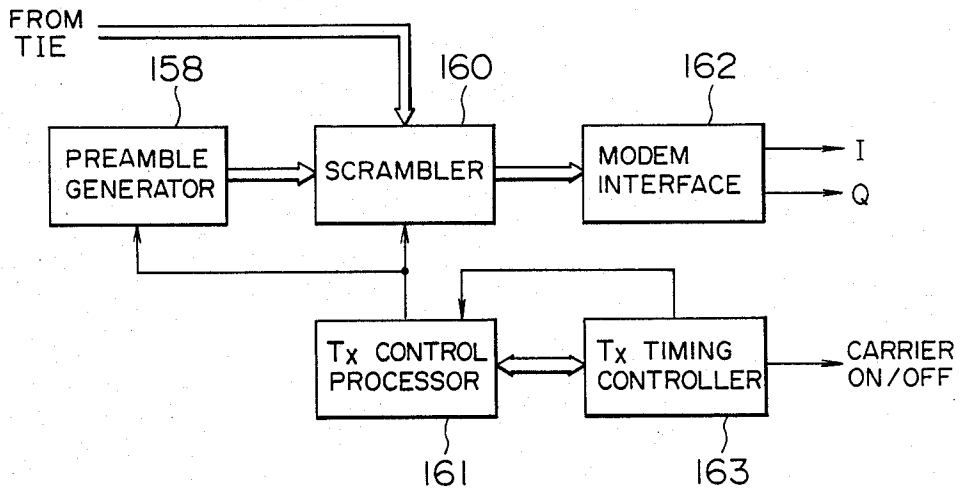 FROM
TIE
158
160
162
PREAMBLE
GENERATOR
SCRAMBLER
MODEM
INTERFACE
I
Q
Tx CONTROL
PROCESSOR
Tx TIMING
CONTROLLER
CARRIER
ON/OFF
161
163